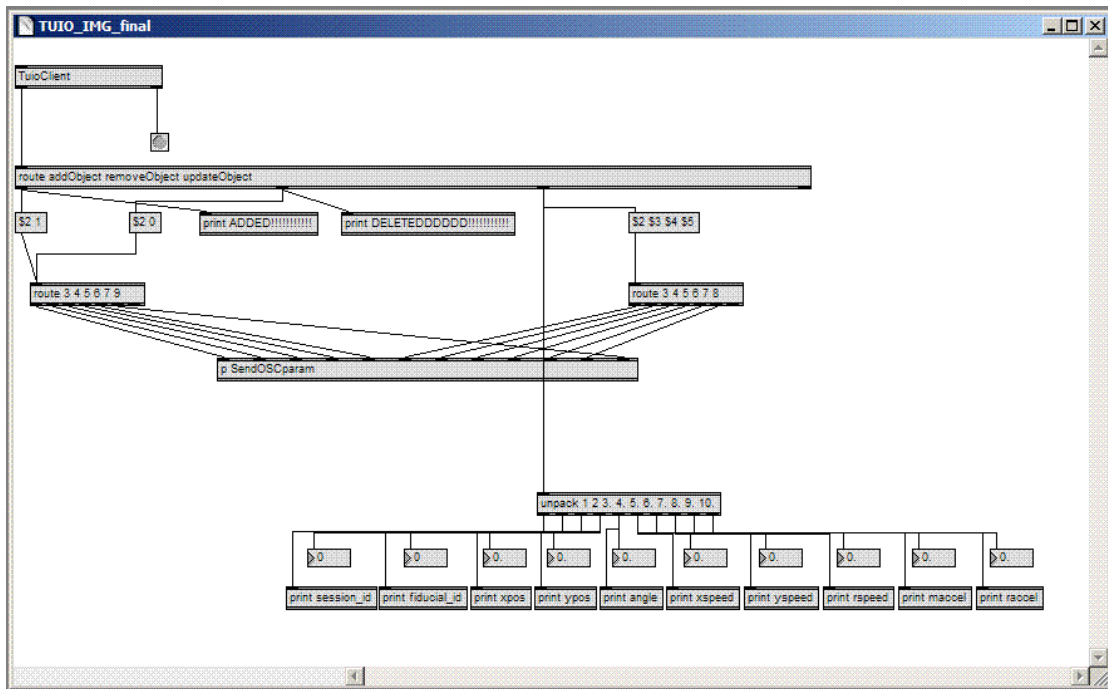 TUIO_IMG_final
TuioClient
route addObject removeObject updateObject
$2 1
$2 0
print ADDED!!!!!!!!!!!!
print DELETEDDDDDD!!!!!!!!!!!!
$2 $3 $4 $5
route 3 4 5 6 7 9
route 3 4 5 6 7 8
p SendOSCparam
unpack 1 2 3. 4. 5. 6. 7. 8. 9. 10.
0 0 0. 0. 0. 0. 0. 0. 0. 0.
print session_id print fiducial_id print xpos print ypos print angle print xspeed print yspeed print rspeed print maccel print raccel